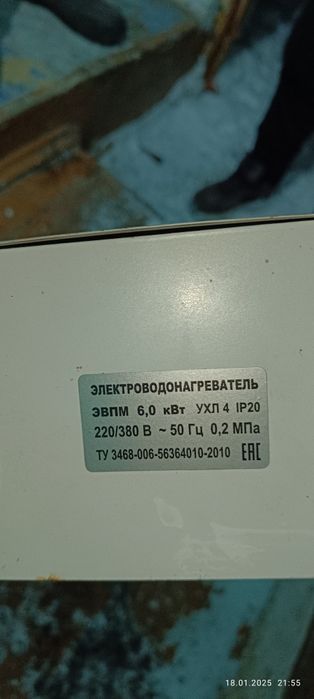 ЭЛЕКТРОВОДОНАГРЕВАТЕЛЬ
ЭВПМ 6,0 кВт УХЛ 4 IP20
220/380 В ~ 50 Гц 0,2 МПа
ТУ 3468-006-56364010-2010 EAC
18.01.2025 21:55